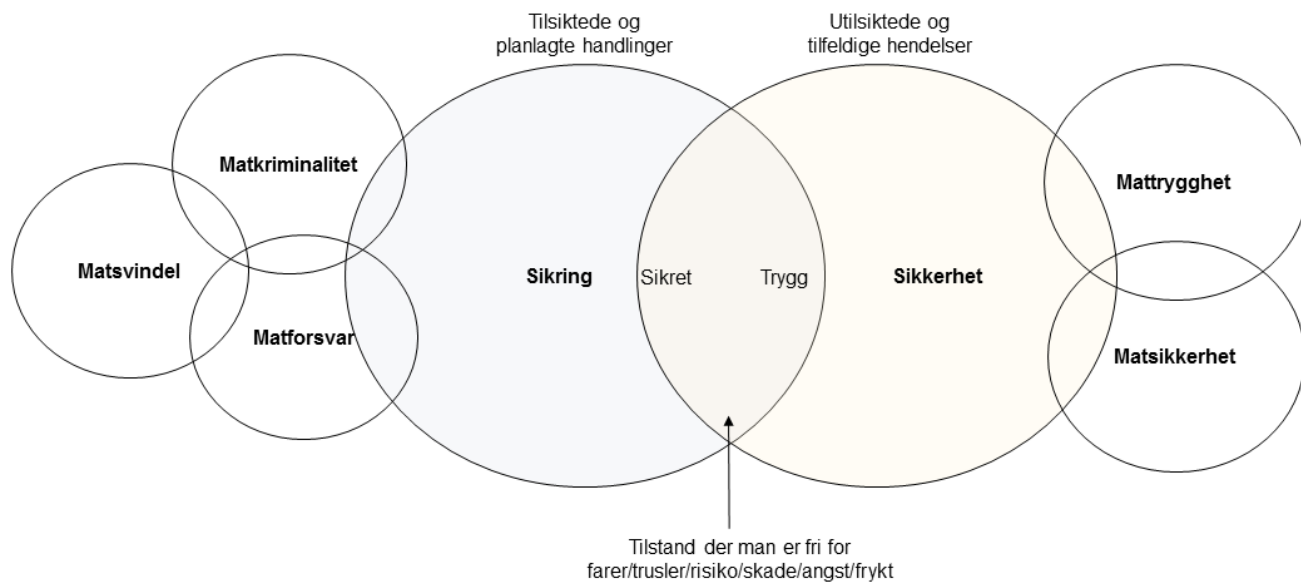 Tilsiktede og
planlagte handlinger
Utilsiktede og
tilfeldige hendelser
Matkriminalitet
Matsvindel
Matforsvar
Sikring
Sikret
Trygg
Sikkerhet
Mattrygghet
Matsikkerhet
Tilstand der man er fri for
farer/trusler/risiko/skade/angst/frykt